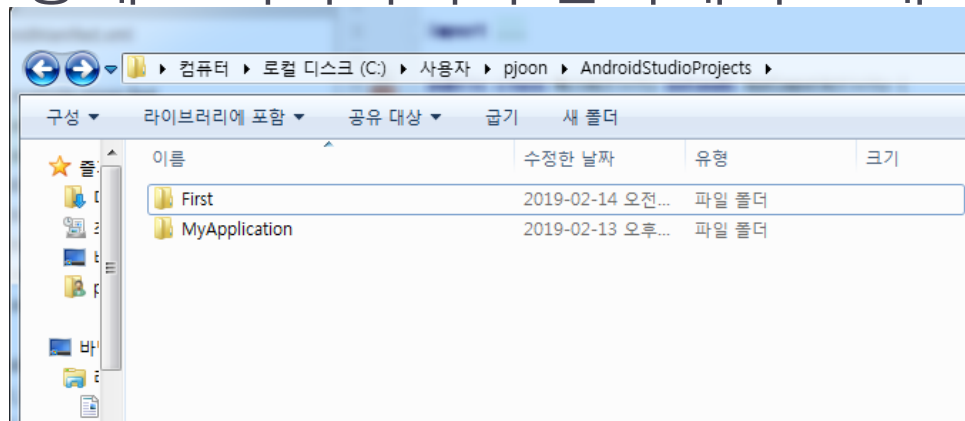 import
컴퓨터 ▸ 로컬 디스크 (C:) ▸ 사용자 ▸ pjoon ▸ AndroidStudioProjects ▸
구성 ▼ 라이브러리에 포함 ▼ 공유 대상 ▼ 굽기 새 폴더
이름 수정한 날짜 유형 크기
First 2019-02-14 오전... 파일 폴더
MyApplication 2019-02-13 오후... 파일 폴더